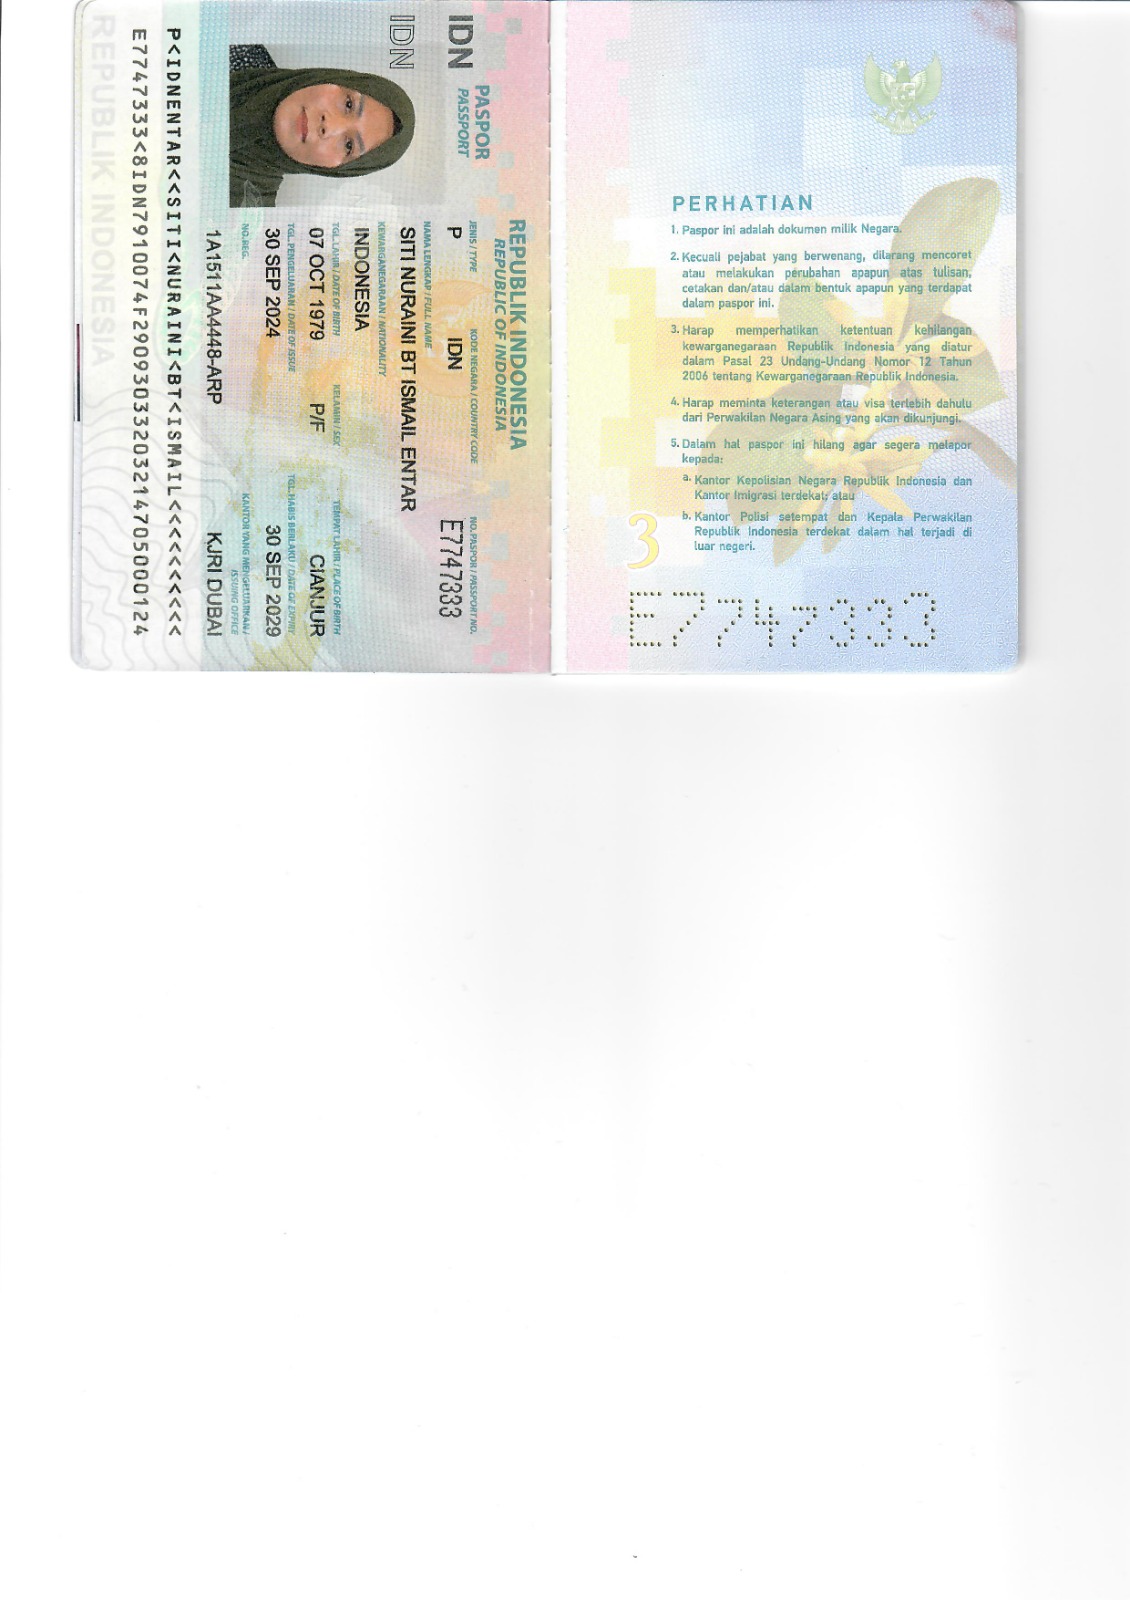 PERHATIAN
1. Paspor ini adalah dokumen milik Negara.
2. Kecuali pejabat yang berwenang, dilarang mencoret
atau melakukan perubahan apapun atas tulisan,
cetakan dan/atau dalam bentuk apapun yang terdapat
dalam paspor ini.
3. Harap memperhatikan ketentuan kehilangan
kewarganegaraan Republik Indonesia yang diatur
dalam Pasal 23 Undang-Undang Nomor 12 Tahun
2006 tentang Kewarganegaraan Republik Indonesia.
4. Harap meminta keterangan atau visa terlebih dahulu
dari Perwakilan Negara Asing yang akan dikunjungi.
5. Dalam hal paspor ini hilang agar segera melapor
kepada:
a. Kantor Kepolisian Negara Republik Indonesia dan
Kantor Imigrasi terdekat; atau
b. Kantor Polisi setempat dan Kepala Perwakilan
Republik Indonesia terdekat dalam hal terjadi di
luar negeri.
3
E7747333
REPUBLIK INDONESIA
REPUBLIC OF INDONESIA
PASPOR
PASSPORT
IDN
IDN
JENIS / TYPE KODE NEGARA / COUNTRY CODE NO. PASPOR / PASSPORT NO.
P IDN E7747333
NAMA LENGKAP / FULL NAME
SITI NURAINI BT ISMAIL ENTAR
KEWARGANEGARAAN / NATIONALITY
INDONESIA
TGL. LAHIR / DATE OF BIRTH KELAMIN / SEX TEMPAT LAHIR / PLACE OF BIRTH
07 OCT 1979 P/F CIANJUR
TGL. PENGELUARAN / DATE OF ISSUE TGL. HABIS BERLAKU / DATE OF EXPIRY
30 SEP 2024 30 SEP 2029
NO. REG. KANTOR YANG MENGELUARKAN /
ISSUING OFFICE
1A1511AA4448-ARP KJRI DUBAI
P<IDNENTAR<<SITI<NURAINI<BT<ISMAIL<<<<<<<<<<
E7747333<8IDN7910074F2909303320321470500​0124
REPUBLIK INDONESIA